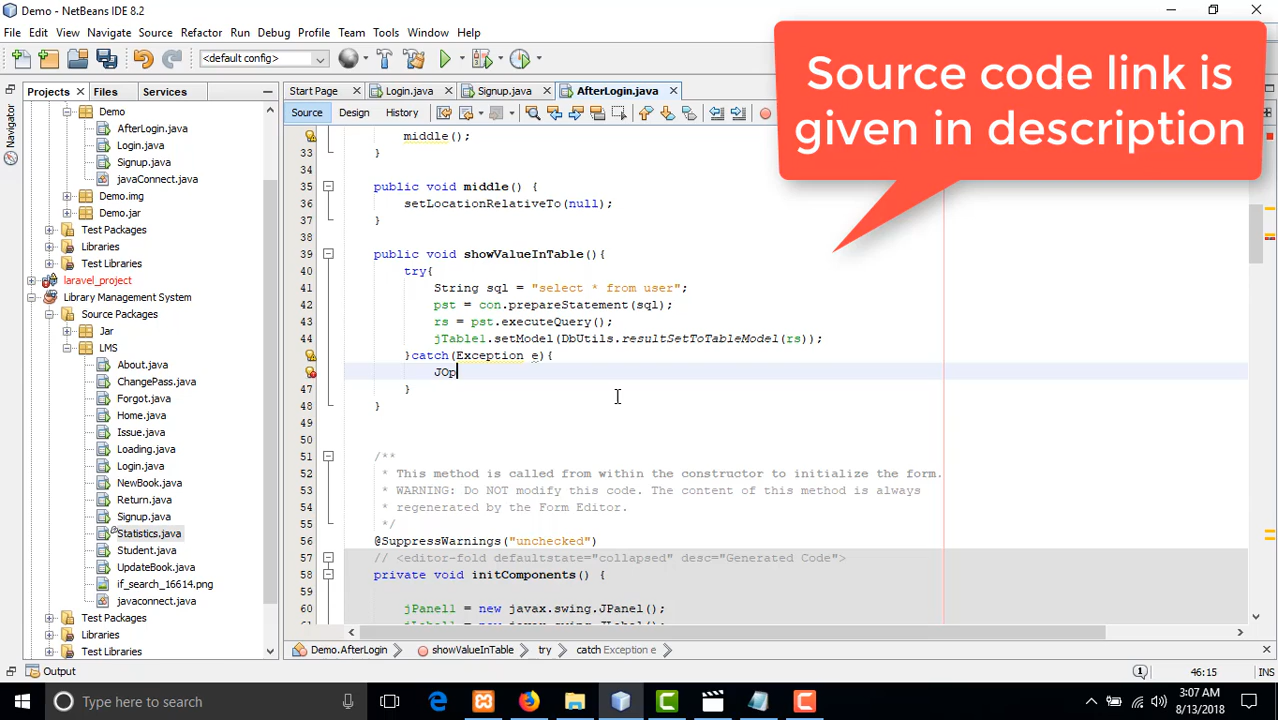 Demo - NetBeans IDE 8.2
File Edit View Navigate Source Refactor Run Debug Profile Team Tools Window Help
<default config>
Projects Files Services
Start Page Login.java Signup.java AfterLogin.java
Source Design History
Navigator
Demo
AfterLogin.java
Login.java
Signup.java
javaConnect.java
Demo.img
Demo.jar
Test Packages
Libraries
Test Libraries
laravel_project
Library Management System
Source Packages
Jar
LMS
About.java
ChangePass.java
Forgot.java
Home.java
Issue.java
Loading.java
Login.java
NewBook.java
Return.java
Signup.java
Statistics.java
Student.java
UpdateBook.java
if_search_16614.png
javaconnect.java
Test Packages
Libraries
Test Libraries
Source code link is
given in description
middle();
33 }
34
35 public void middle() {
36 setLocationRelativeTo(null);
37 }
38
39 public void showValueInTable(){
40 try{
41 String sql = "select * from user";
42 pst = con.prepareStatement(sql);
43 rs = pst.executeQuery();
44 jTable1.setModel(DbUtils.resultSetToTableModel(rs));
}catch(Exception e){
JOp
47 }
48 }
49
50
51 /**
52 * This method is called from within the constructor to initialize the form.
53 * WARNING: Do NOT modify this code. The content of this method is always
54 * regenerated by the Form Editor.
55 */
56 @SuppressWarnings("unchecked")
57 // <editor-fold defaultstate="collapsed" desc="Generated Code">
58 private void initComponents() {
59
60 jPanel1 = new javax.swing.JPanel();
Demo.AfterLogin showValueInTable try catch Exception e
Output
1
46:15
INS
Type here to search
3:07 AM
8/13/2018